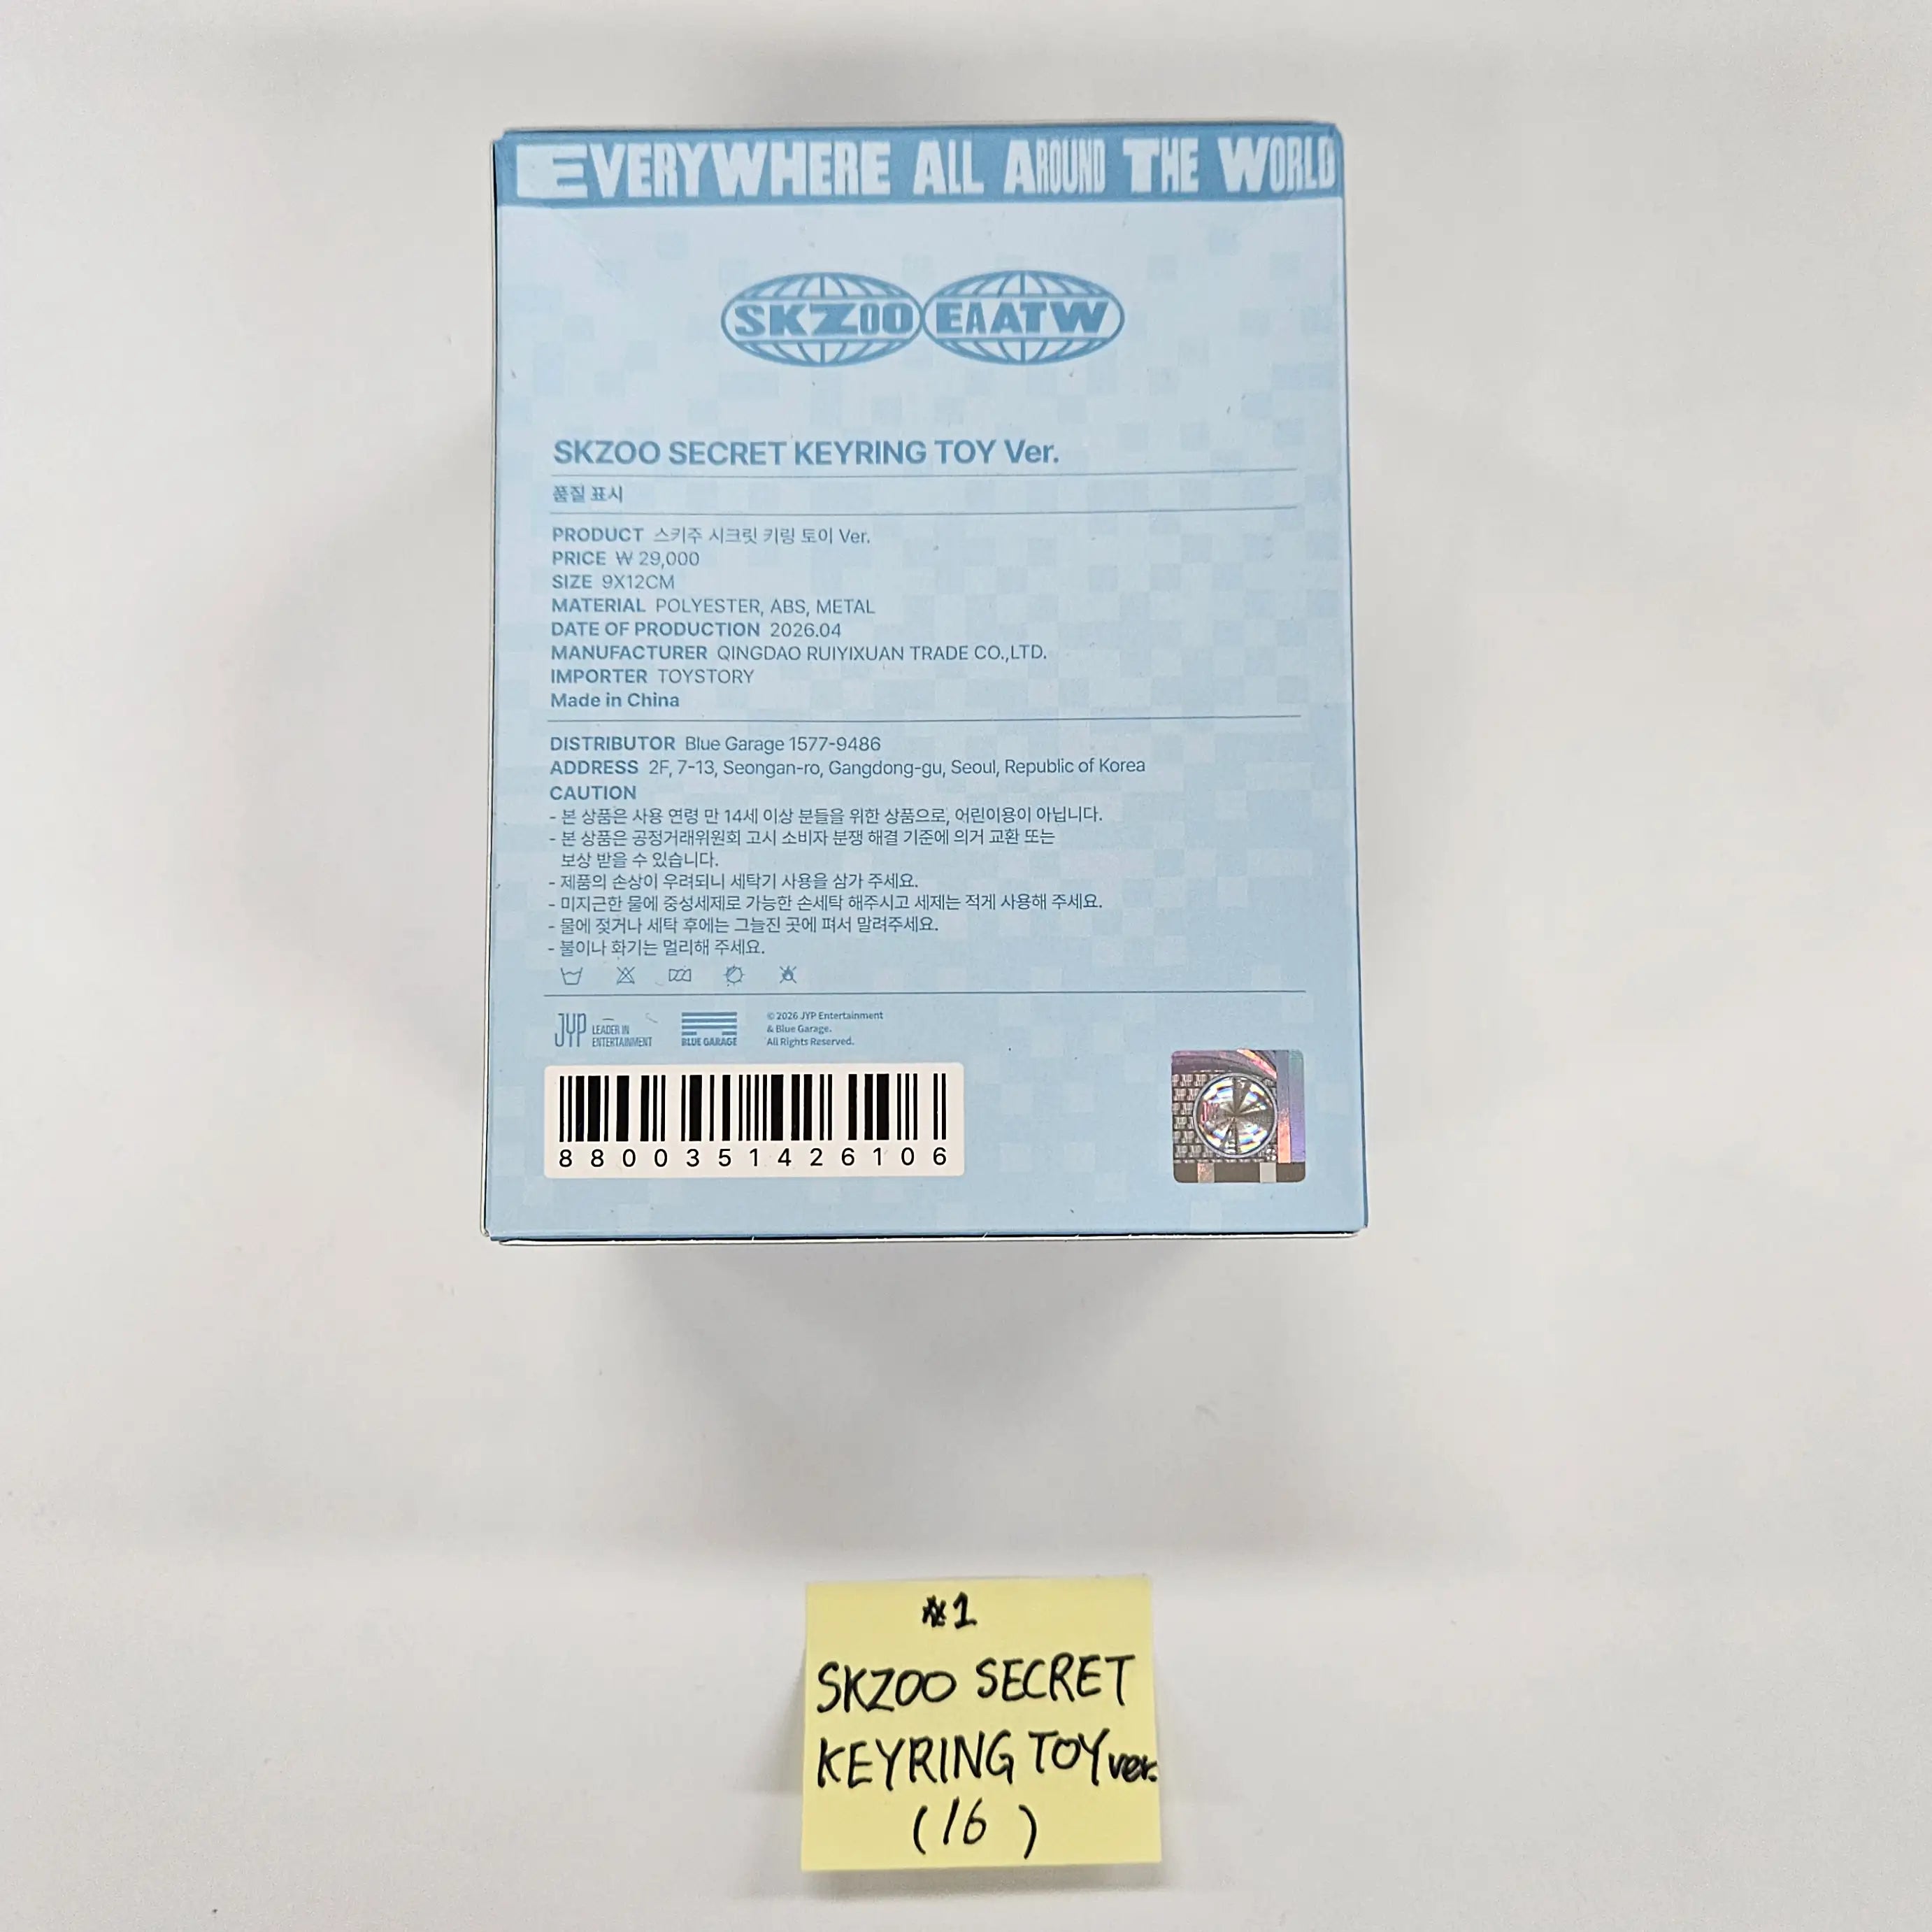 EVERYWHERE ALL AROUND THE WORLD
SKZOO EAATW
SKZOO SECRET KEYRING TOY Ver.
품질 표시
PRODUCT 스키주 시크릿 키링 토이 Ver.
PRICE ₩ 29,000
SIZE 9X12CM
MATERIAL POLYESTER, ABS, METAL
DATE OF PRODUCTION 2026.04
MANUFACTURER QINGDAO RUIYIXUAN TRADE CO.,LTD.
IMPORTER TOYSTORY
Made in China
DISTRIBUTOR Blue Garage 1577-9486
ADDRESS 2F, 7-13, Seongan-ro, Gangdong-gu, Seoul, Republic of Korea
CAUTION
- 본 상품은 사용 연령 만 14세 이상 분들을 위한 상품으로, 어린이용이 아닙니다.
- 본 상품은 공정거래위원회 고시 소비자 분쟁 해결 기준에 의거 교환 또는
보상 받을 수 있습니다.
- 제품의 손상이 우려되니 세탁기 사용을 삼가 주세요.
- 미지근한 물에 중성세제로 가능한 손세탁 해주시고 세제는 적게 사용해 주세요.
- 물에 젖거나 세탁 후에는 그늘진 곳에 펴서 말려주세요.
- 불이나 화기는 멀리해 주세요.
JYP LEADER IN
ENTERTAINMENT
BLUE GARAGE
© 2026 JYP Entertainment
& Blue Garage.
All Rights Reserved.
8800351426106
#1
SKZOO SECRET
KEYRING TOY ver.
(16)